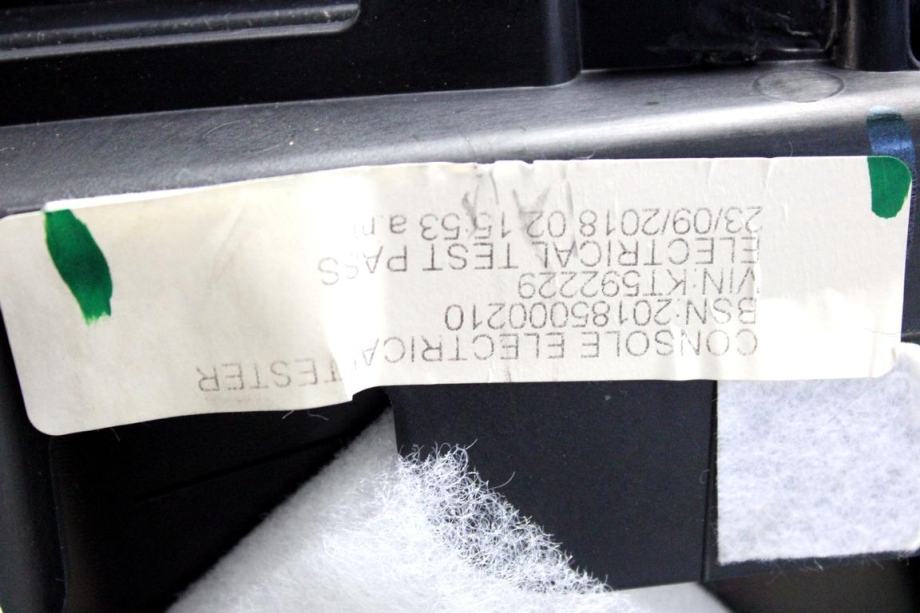 CONSOLE ELECTRICAL TESTER
BSN:20185000210
VIN:KT592229
ELECTRICAL TEST PASS
23/09/2018 02 15:53 a.m